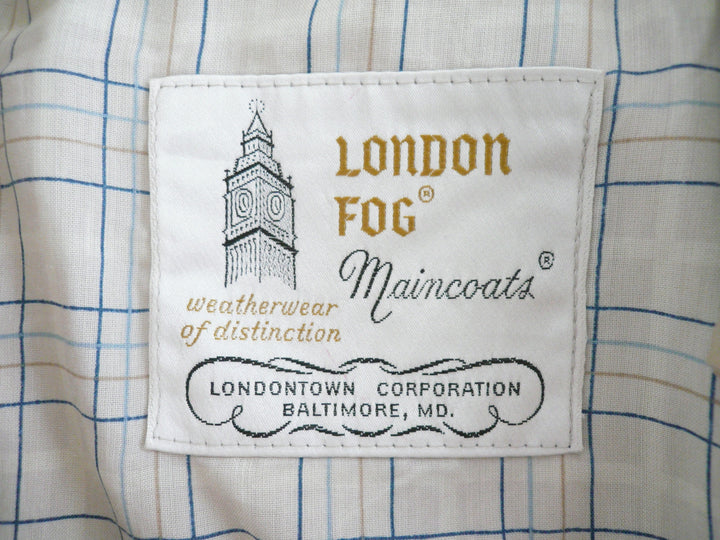 LONDON
FOG®
Maincoats®
weatherwear
of distinction
LONDONTOWN CORPORATION
BALTIMORE, MD.